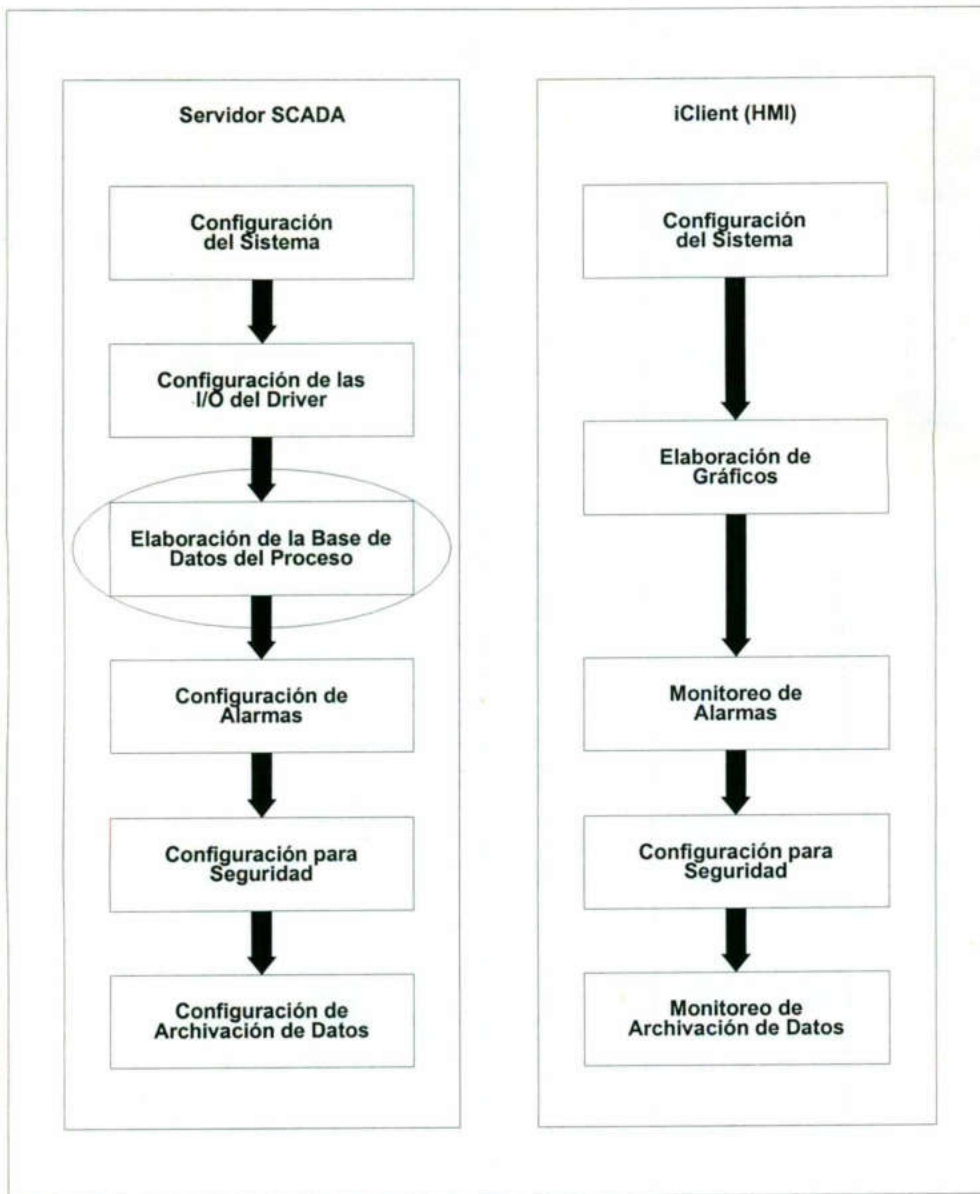 Servidor SCADA
Configuración
del Sistema
Configuración de las
I/O del Driver
Elaboración de la Base de
Datos del Proceso
Configuración de
Alarmas
Configuración para
Seguridad
Configuración de
Archivación de Datos
iClient (HMI)
Configuración
del Sistema
Elaboración de
Gráficos
Monitoreo de
Alarmas
Configuración para
Seguridad
Monitoreo de
Archivación de Datos